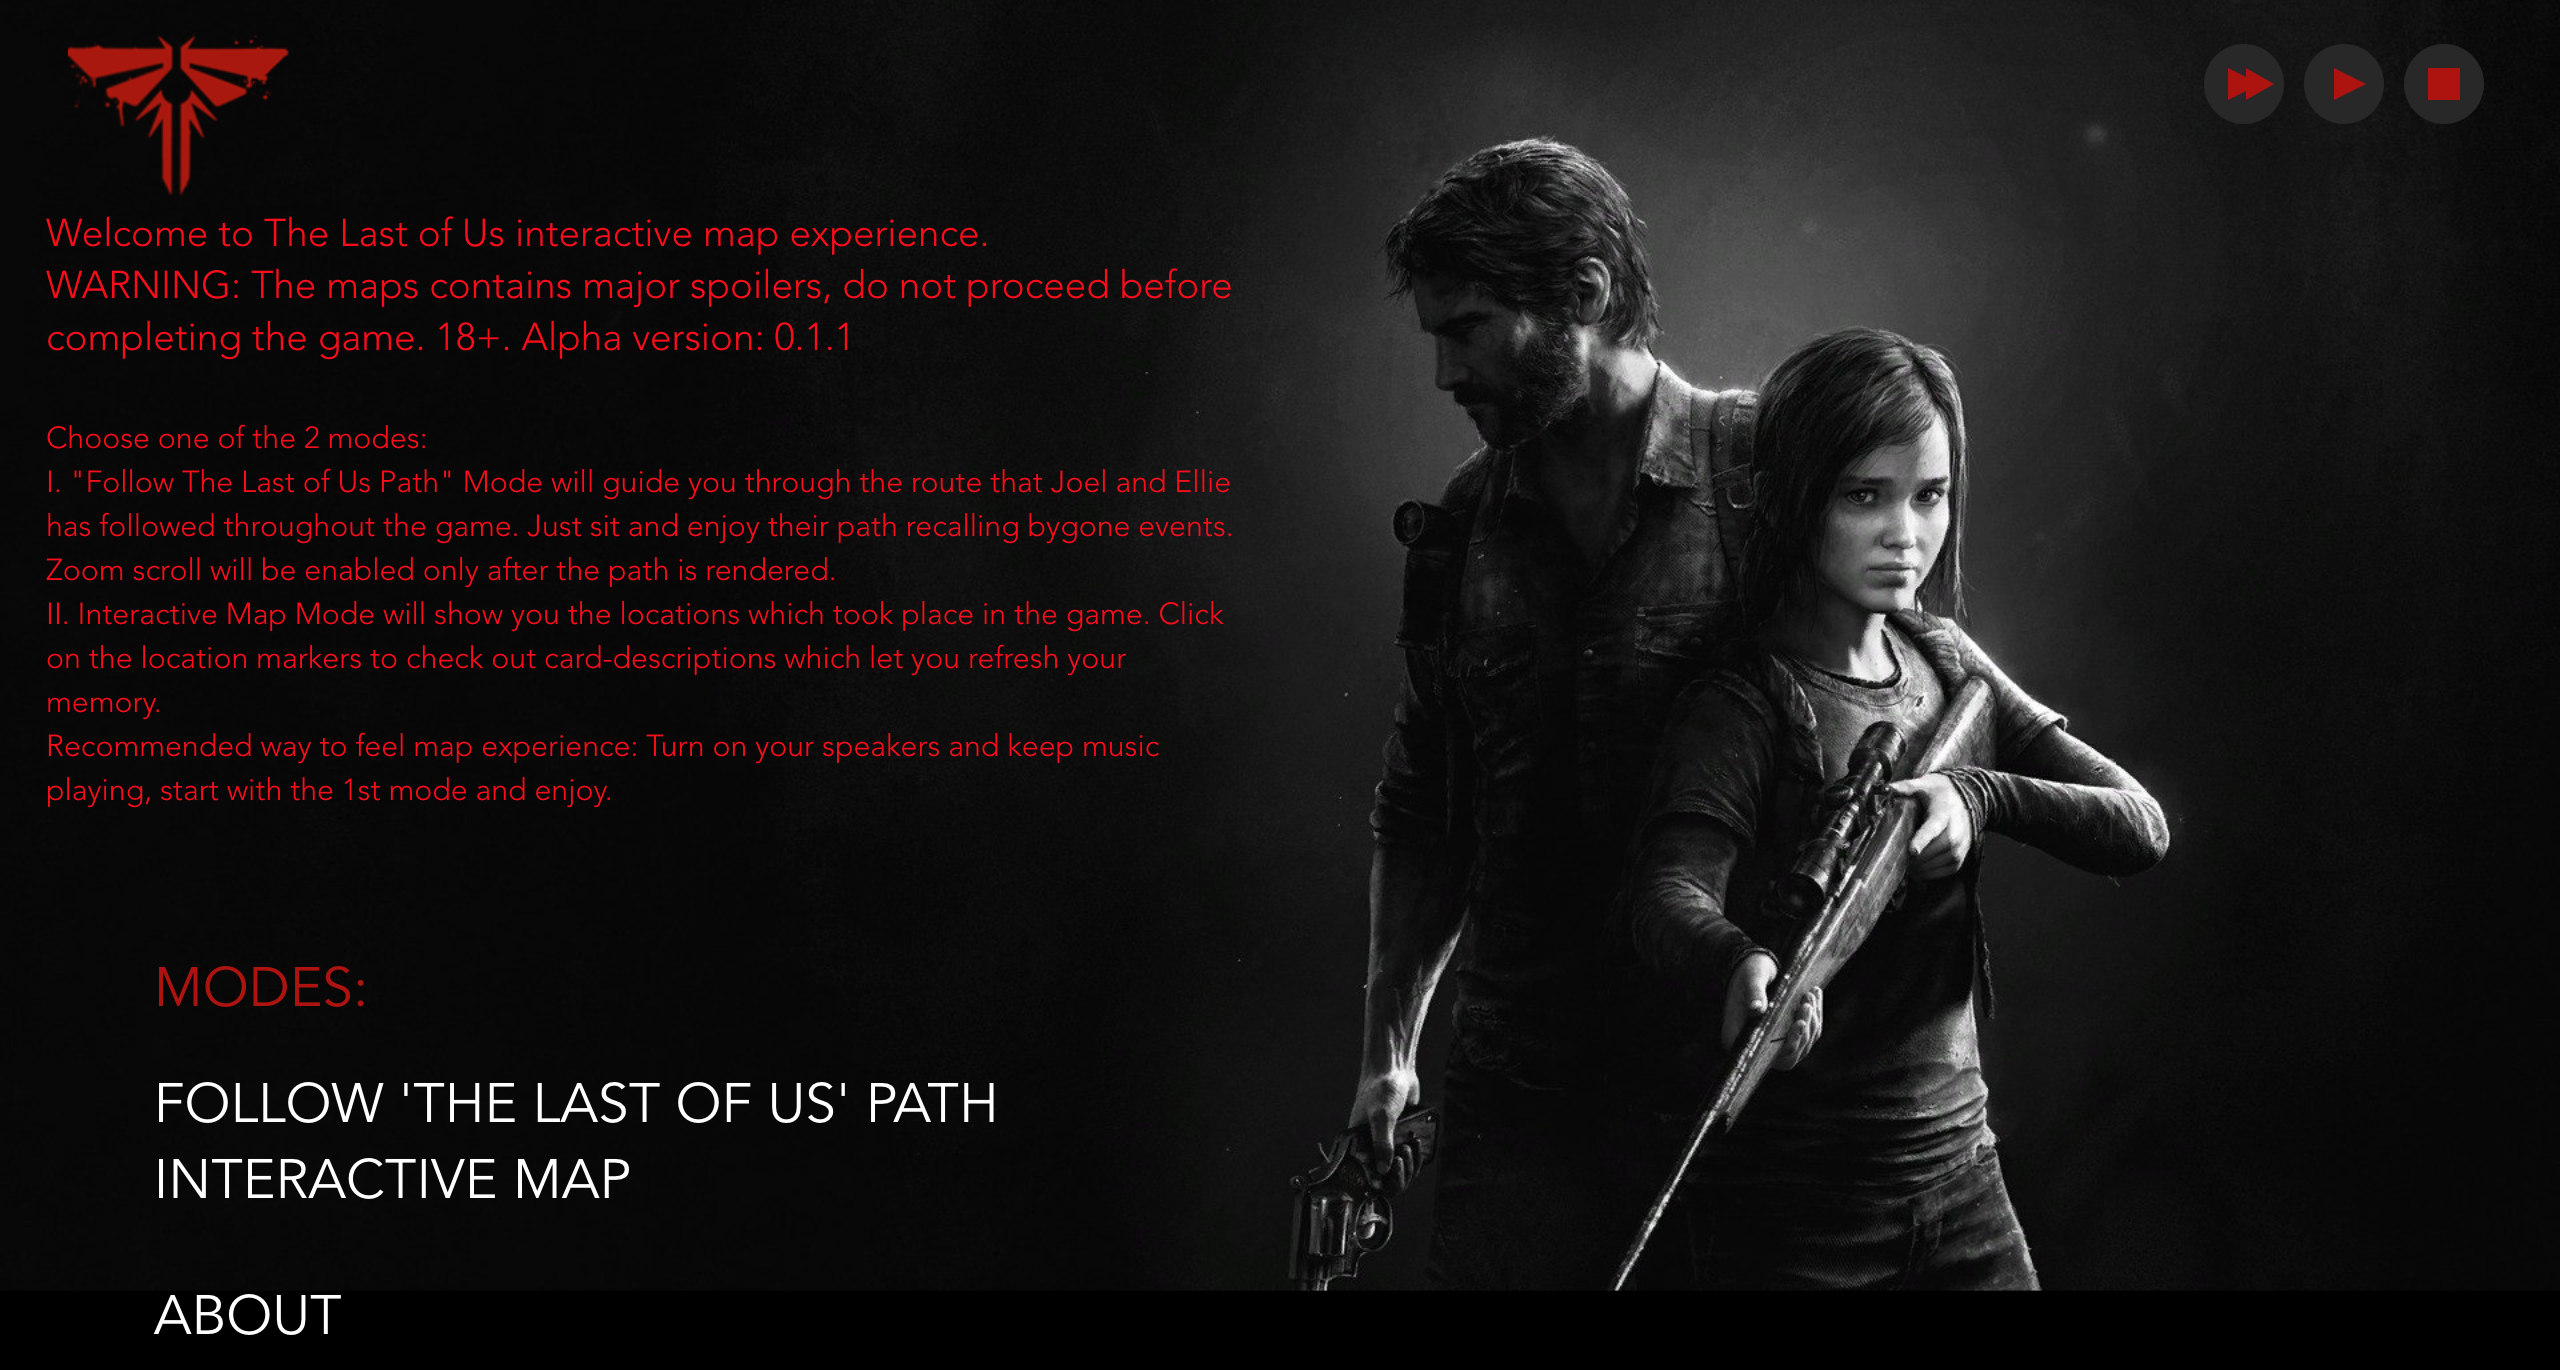 Welcome to The Last of Us interactive map experience.
WARNING: The maps contains major spoilers, do not proceed before
completing the game. 18+. Alpha version: 0.1.1
Choose one of the 2 modes:
I. "Follow The Last of Us Path" Mode will guide you through the route that Joel and Ellie
has followed throughout the game. Just sit and enjoy their path recalling bygone events.
Zoom scroll will be enabled only after the path is rendered.
II. Interactive Map Mode will show you the locations which took place in the game. Click
on the location markers to check out card-descriptions which let you refresh your
memory.
Recommended way to feel map experience: Turn on your speakers and keep music
playing, start with the 1st mode and enjoy.
MODES:
FOLLOW 'THE LAST OF US' PATH
INTERACTIVE MAP
ABOUT